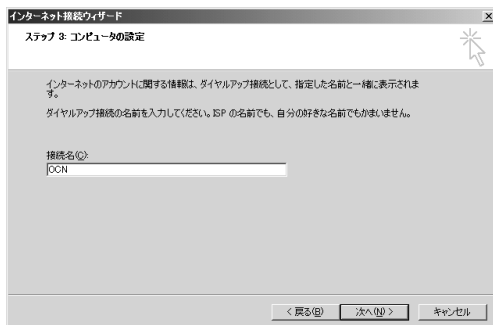 インターネット接続ウィザード
ステップ 3: コンピュータの設定
インターネットのアカウントに関する情報は、ダイヤルアップ接続として、指定した名前と一緒に表示されま
す。
ダイヤルアップ接続の名前を入力してください。ISP の名前でも、自分の好きな名前でもかまいません。
接続名(C):
OCN
< 戻る(B)
次へ(N) >
キャンセル